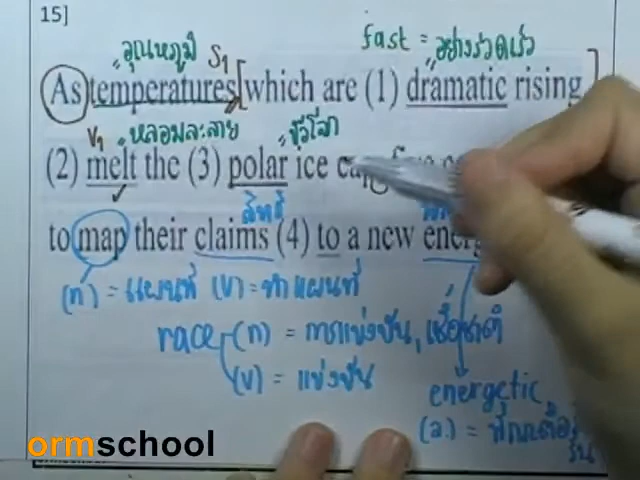 15]
fast = อย่างรวดเร็ว
อุณหภูมิ S1
As temperatures [which are (1) dramatic rising]
V1 หลอมละลาย ขั้วโลก
(2) melt the (3) polar ice
สิทธิ์
to map their claims (4) to a new
(n) = แผนที่ (v) = ทำแผนที่
race (n) = การแข่งขัน, เชื้อชาติ
(v) = แข่งขัน
energetic
(a.) =
ormschool